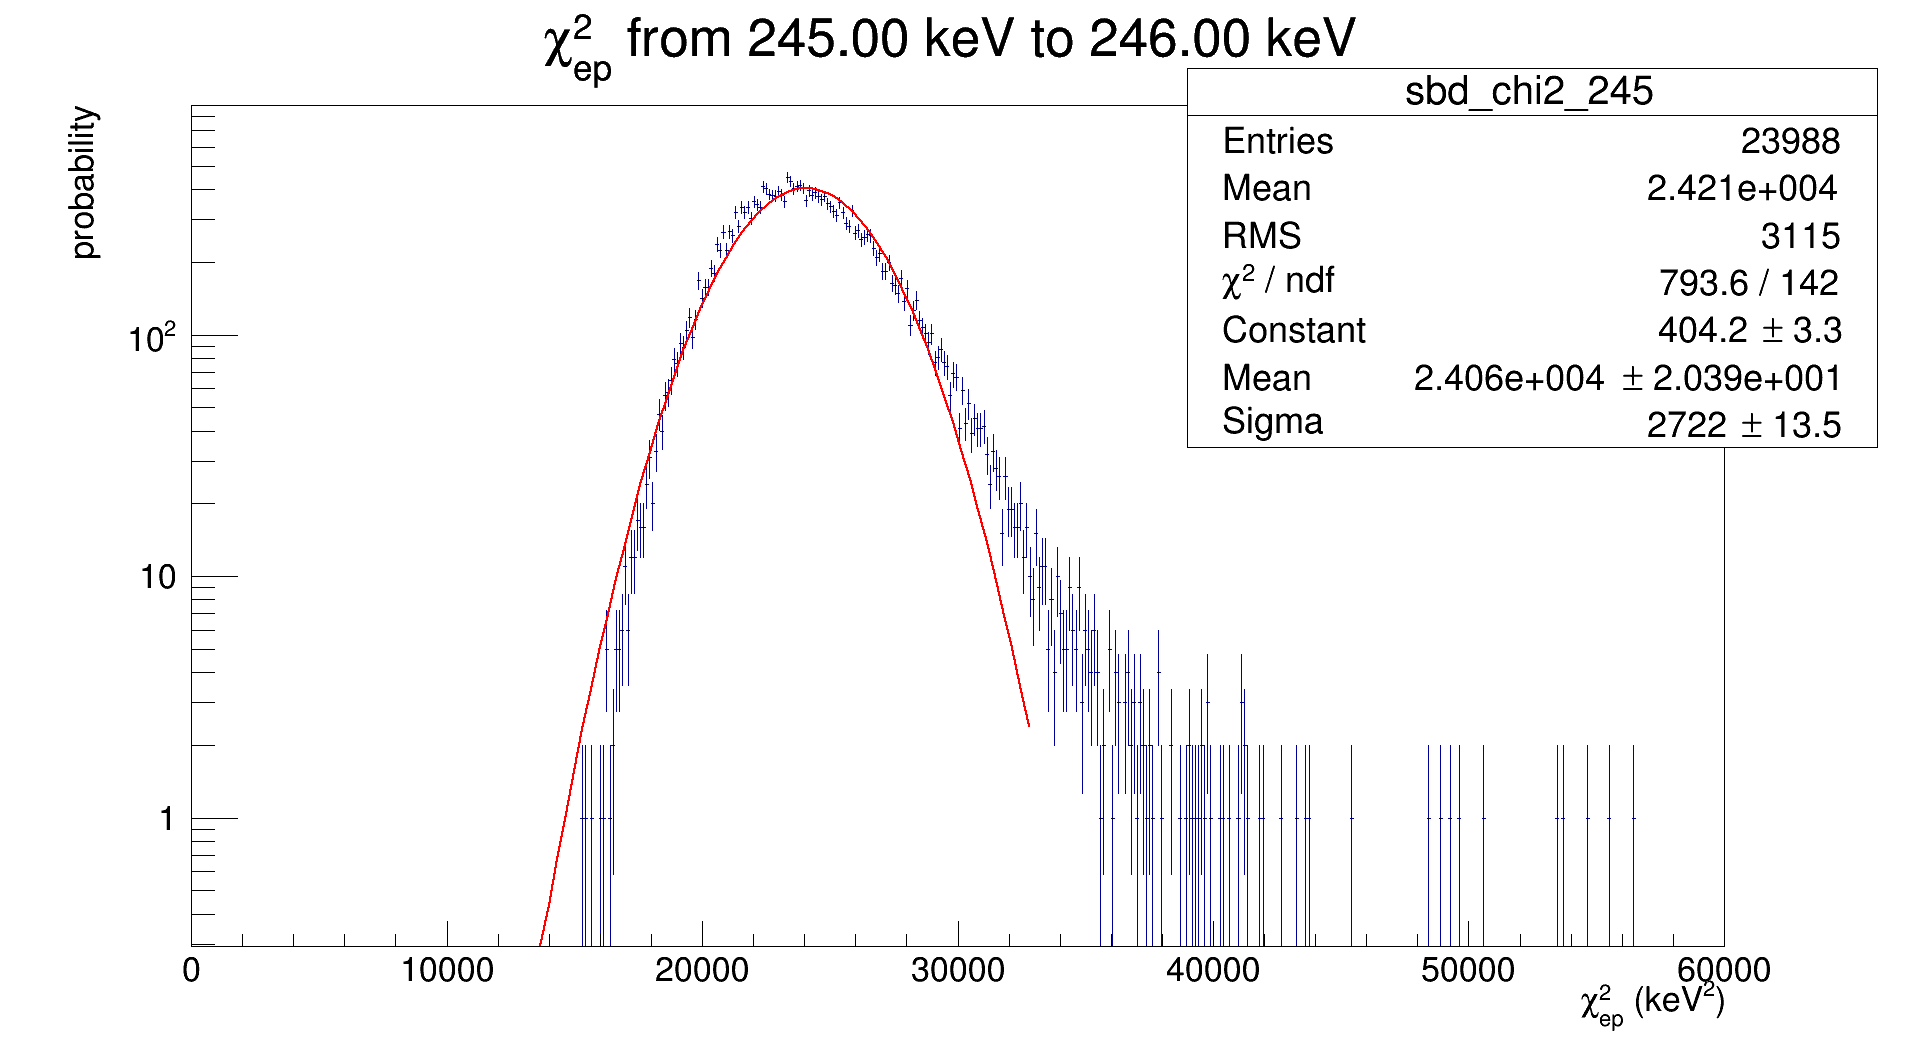 χ²ep from 245.00 keV to 246.00 keV
sbd_chi2_245
Entries 23988
Mean 2.421e+004
RMS 3115
χ² / ndf 793.6 / 142
Constant 404.2 ± 3.3
Mean 2.406e+004 ± 2.039e+001
Sigma 2722 ± 13.5
probability
10²
10
1
0 10000 20000 30000 40000 50000 60000
χ²ep (keV²)